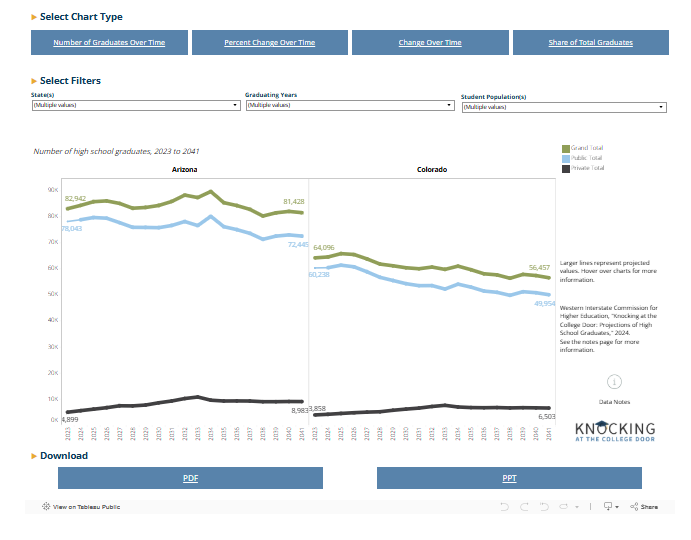 Select Chart Type
Number of Graduates Over Time
Percent Change Over Time
Change Over Time
Share of Total Graduates
Select Filters
State(s)
(Multiple values)
Graduating Years
(Multiple values)
Student Population(s)
(Multiple values)
Number of high school graduates, 2023 to 2041
Grand Total
Public Total
Private Total
Arizona
Colorado
90K
80K
70K
60K
50K
40K
30K
20K
10K
0K
82,942
81,428
78,043
72,445
4,899
8,983
64,096
56,457
60,238
49,954
3,858
6,503
2023 2024 2025 2026 2027 2028 2029 2030 2031 2032 2033 2034 2035 2036 2037 2038 2039 2040 2041
2023 2024 2025 2026 2027 2028 2029 2030 2031 2032 2033 2034 2035 2036 2037 2038 2039 2040 2041
Larger lines represent projected
values. Hover over charts for more
information.
Western Interstate Commission for
Higher Education, "Knocking at the
College Door: Projections of High
School Graduates," 2024.
See the notes page for more
information.
1
Data Notes
KNOCKING
AT THE COLLEGE DOOR
Download
PDF
PPT
View on Tableau Public
Share